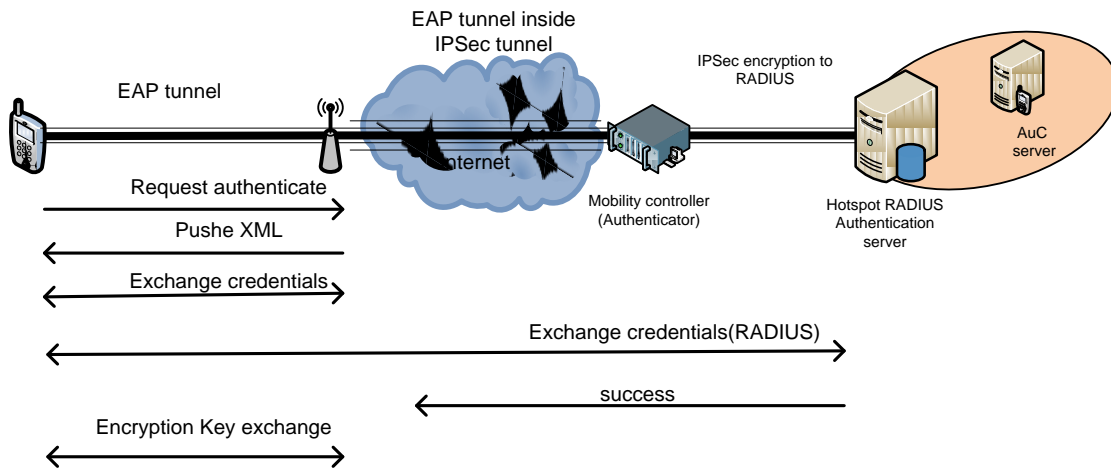 EAP tunnel inside
IPSec tunnel
IPSec encryption to
RADIUS
EAP tunnel
Internet
AuC
server
Mobility controller
(Authenticator)
Hotspot RADIUS
Authentication
server
Request authenticate
Pushe XML
Exchange credentials
Exchange credentials(RADIUS)
success
Encryption Key exchange